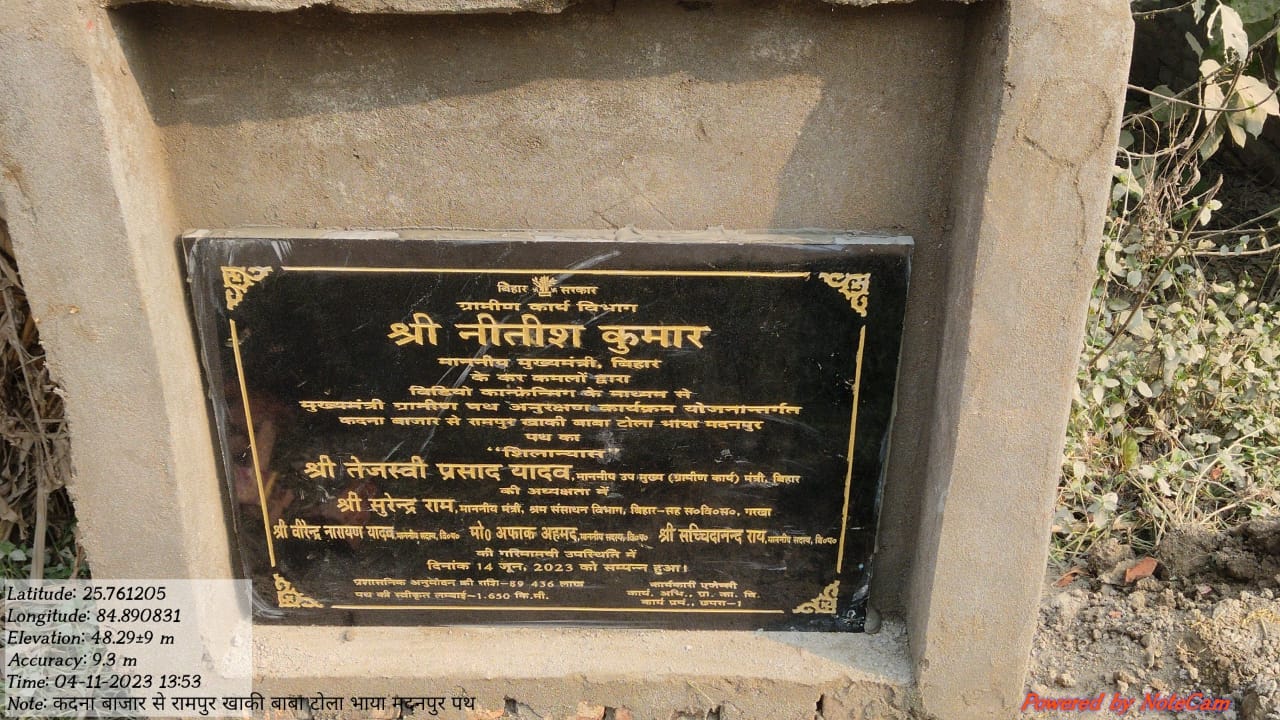 बिहार सरकार
ग्रामीण कार्य विभाग
श्री नीतीश कुमार
माननीय मुख्यमंत्री, बिहार
के कर कमलों द्वारा
विडियो कान्फ्रेन्सिग के माध्यम से
मुख्यमंत्री ग्रामीण पथ अनुरक्षण कार्यक्रम योजनान्तर्गत
कदना बाजार से रामपुर खाकी बाबा टोला भाया मदनपुर
पथ का
"शिलान्यास"
श्री तेजस्वी प्रसाद यादव, माननीय उप मुख्य (ग्रामीण कार्य) मंत्री, बिहार
की अध्यक्षता में
श्री सुरेन्द्र राम, माननीय मंत्री, श्रम संसाधन विभाग, बिहार-सह स०वि०स०, गरखा
श्री वीरेन्द्र नारायण यादव, माननीय सदस्य, वि०प० मो० अफाक अहमद, माननीय सदस्य, वि०प० श्री सच्चिदानन्द राय, माननीय सदस्य, वि०प०
की गरिमामयी उपस्थिति में
दिनांक 14 जून, 2023 को सम्पन्न हुआ।
प्रशासनिक अनुमोदन की राशि-89 436 लाख
पथ की स्वीकृत लम्बाई-1.650 कि.मी.
कार्यकारी एजेन्सी
कार्य. अभि., ग्रा. का. वि.
कार्य प्रमं., छपरा-1
Latitude: 25.761205
Longitude: 84.890831
Elevation: 48.29±9 m
Accuracy: 9.3 m
Time: 04-11-2023 13:53
Note: कदना बाजार से रामपुर खाकी बाबा टोला भाया मदनपुर पथ
Powered by NoteCam